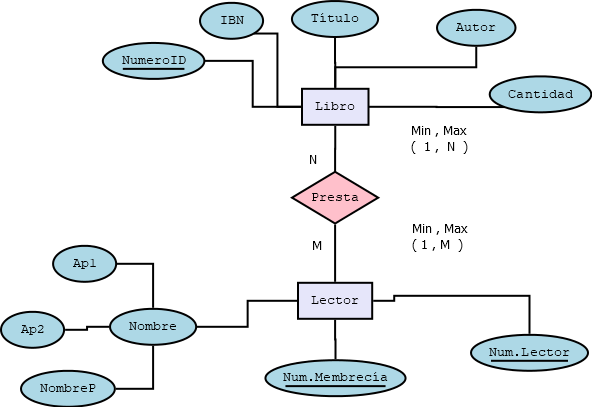 IBN
Título
Autor
NumeroID
Cantidad
Libro
Min , Max
( 1 , N )
N
Presta
Min , Max
( 1 , M )
M
Ap1
Lector
Ap2
Nombre
Num.Lector
NombreP
Num.Membrecía